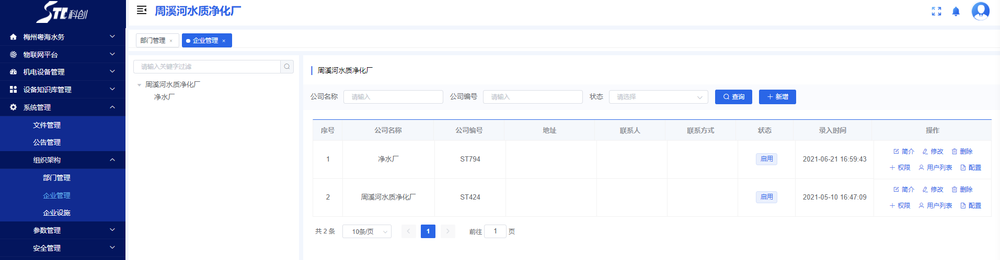 STC科创
周溪河水质净化厂
梅州粤海水务
物联网平台
机电设备管理
设备知识库管理
系统管理
文件管理
公告管理
组织架构
部门管理
企业管理
企业设施
参数管理
安全管理
部门管理 ×
企业管理 ×
请输入关键字过滤
周溪河水质净化厂
净水厂
周溪河水质净化厂
公司名称 请输入 公司编号 请输入 状态 请选择 查询 新增
序号 公司名称 公司编号 地址 联系人 联系方式 状态 录入时间 操作
1 净水厂 ST794 启用 2021-06-21 16:59:43 简介 修改 删除
权限 用户列表 配置
2 周溪河水质净化厂 ST424 启用 2021-05-10 16:47:09 简介 修改 删除
权限 用户列表 配置
共 2 条 10条/页 1 前往 1 页